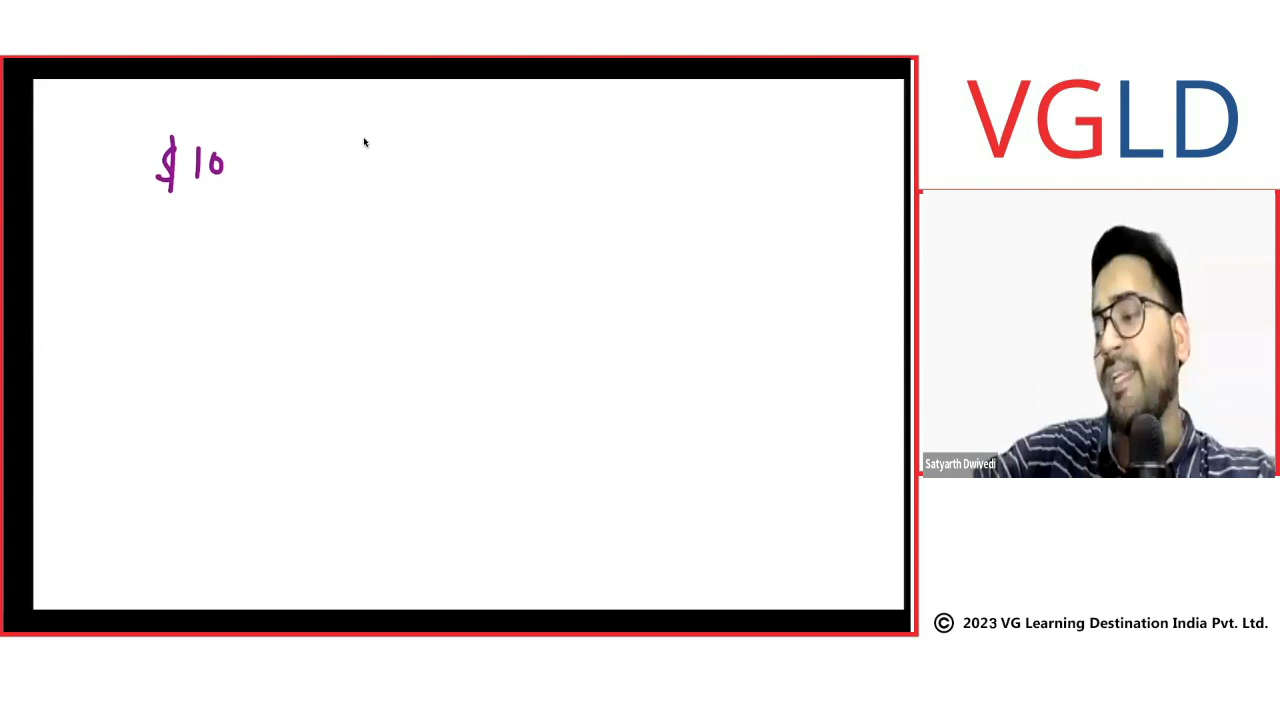 $ 10
VGLD
Satyarth Dwivedi
© 2023 VG Learning Destination India Pvt. Ltd.